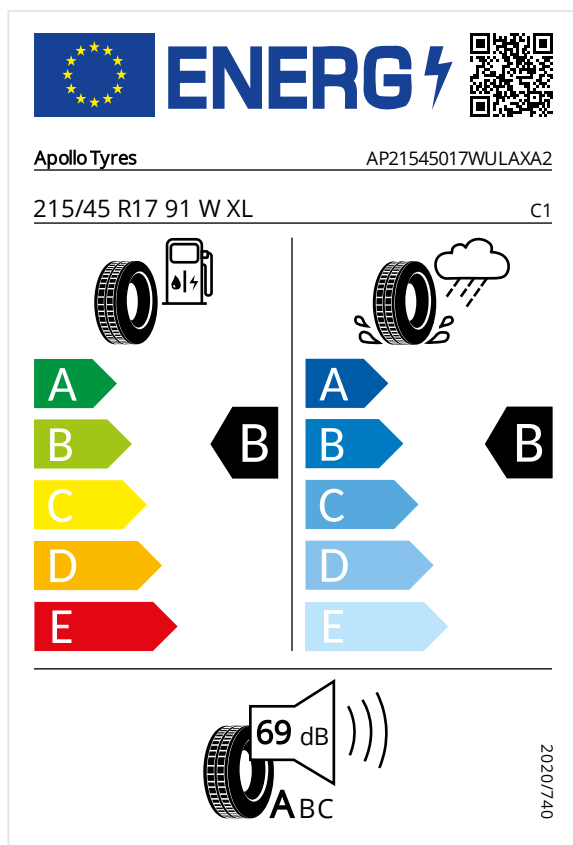 ENERG
Apollo Tyres
AP21545017WULAXA2
215/45 R17 91 W XL
C1
A
B
C
D
E
B
A
B
C
D
E
B
69 dB
ABC
2020/740